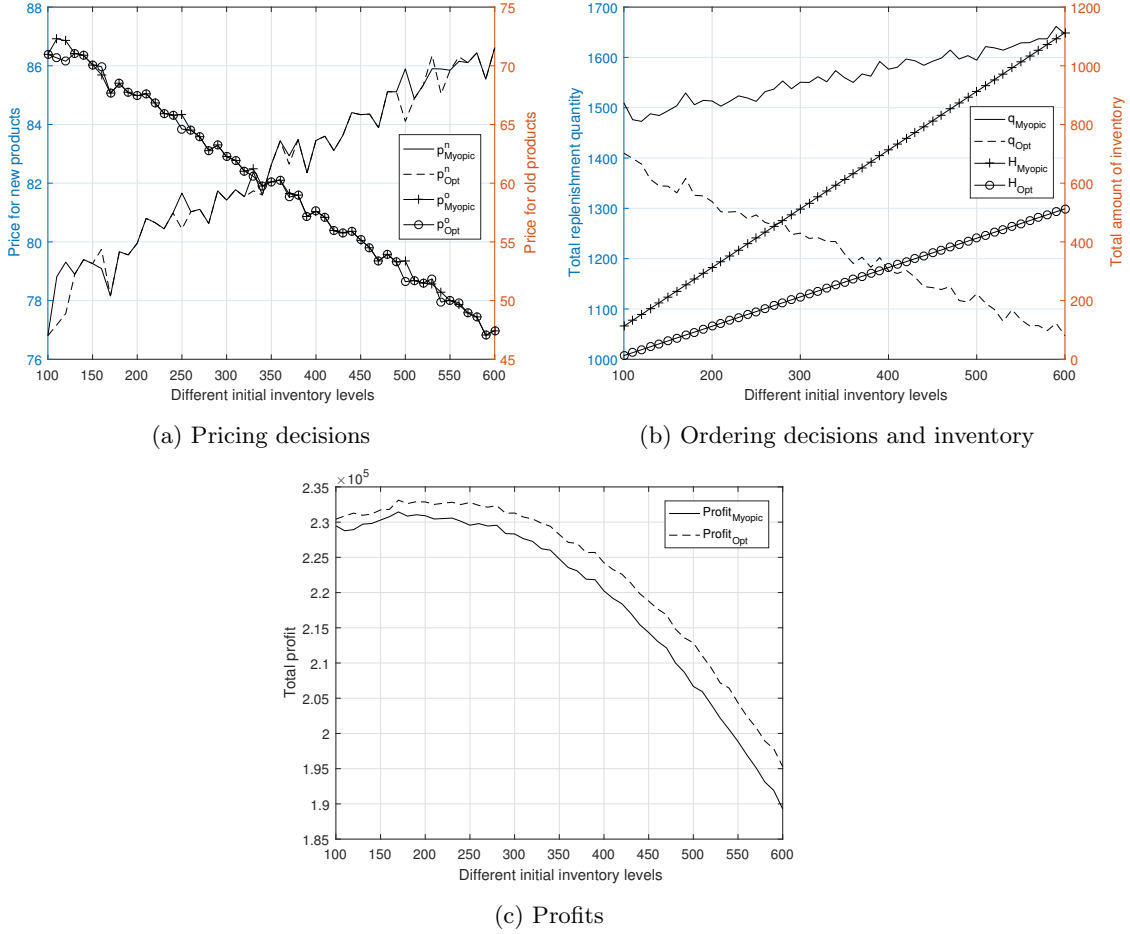 88
86
84
82
80
78
76
Price for new products
75
70
65
60
55
50
45
Price for old products
p^n_Myopic
p^n_Opt
p^o_Myopic
p^o_Opt
100 150 200 250 300 350 400 450 500 550 600
Different initial inventory levels
(a) Pricing decisions
1700
1600
1500
1400
1300
1200
1100
1000
Total replenishment quantity
1200
1000
800
600
400
200
0
Total amount of inventory
q_Myopic
q_Opt
H_Myopic
H_Opt
100 200 300 400 500 600
Different initial inventory levels
(b) Ordering decisions and inventory
×10^5
2.35
2.3
2.25
2.2
2.15
2.1
2.05
2
1.95
1.9
1.85
Total profit
Profit_Myopic
Profit_Opt
100 150 200 250 300 350 400 450 500 550 600
Different initial inventory levels
(c) Profits